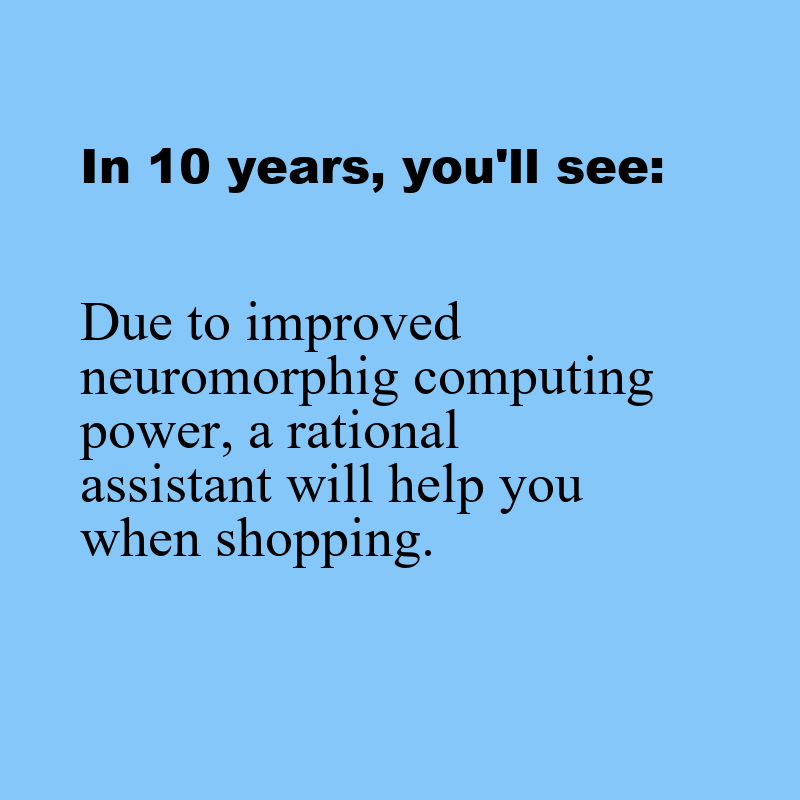 In 10 years, you'll see:
Due to improved
neuromorphig computing
power, a rational
assistant will help you
when shopping.